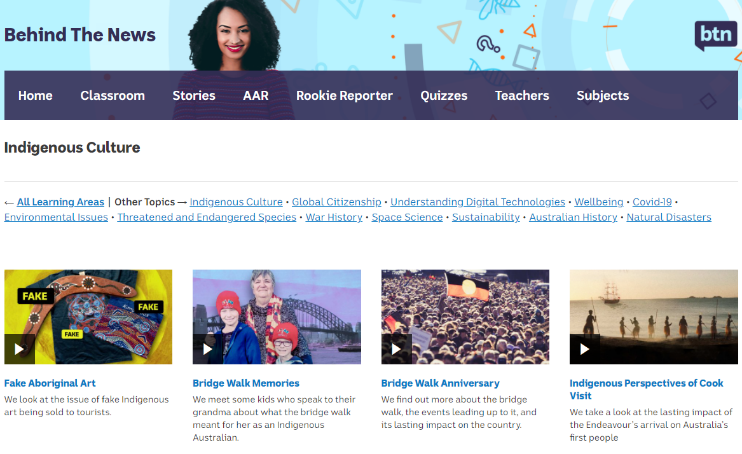 Behind The News
btn
Home Classroom Stories AAR Rookie Reporter Quizzes Teachers Subjects
Indigenous Culture
← All Learning Areas | Other Topics → Indigenous Culture • Global Citizenship • Understanding Digital Technologies • Wellbeing • Covid-19 •
Environmental Issues • Threatened and Endangered Species • War History • Space Science • Sustainability • Australian History • Natural Disasters
FAKE
FAKE
FAKE
Fake Aboriginal Art
We look at the issue of fake Indigenous
art being sold to tourists.
Bridge Walk Memories
We meet some kids who speak to their
grandma about what the bridge walk
meant for her as an Indigenous
Australian.
Bridge Walk Anniversary
We find out more about the bridge
walk, the events leading up to it, and
its lasting impact on the country.
Indigenous Perspectives of Cook
Visit
We take a look at the lasting impact of
the Endeavour's arrival on Australia's
first people